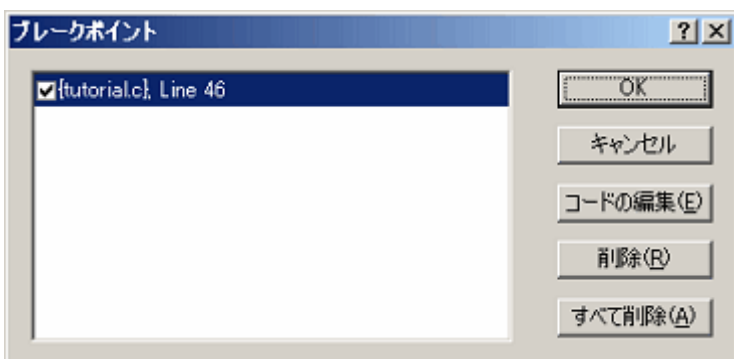 ブレークポイント
{tutorial.c}, Line 46
OK
キャンセル
コードの編集(E)
削除(R)
すべて削除(A)